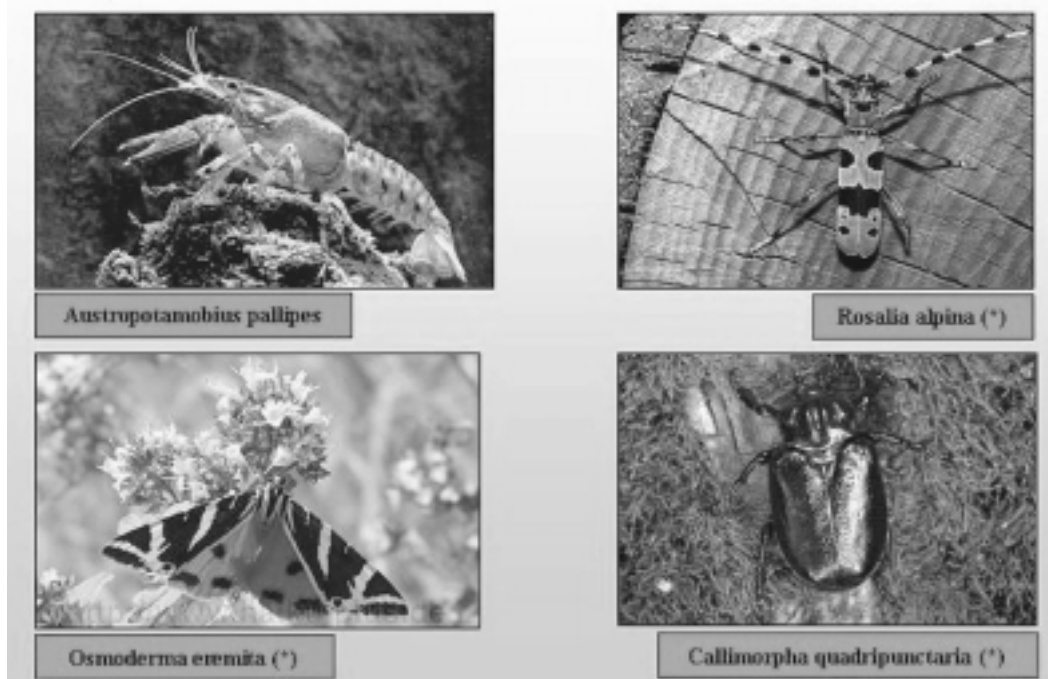 Austropotamobius pallipes
Rosalia alpina (*)
Osmoderma eremita (*)
Callimorpha quadripunctaria (*)